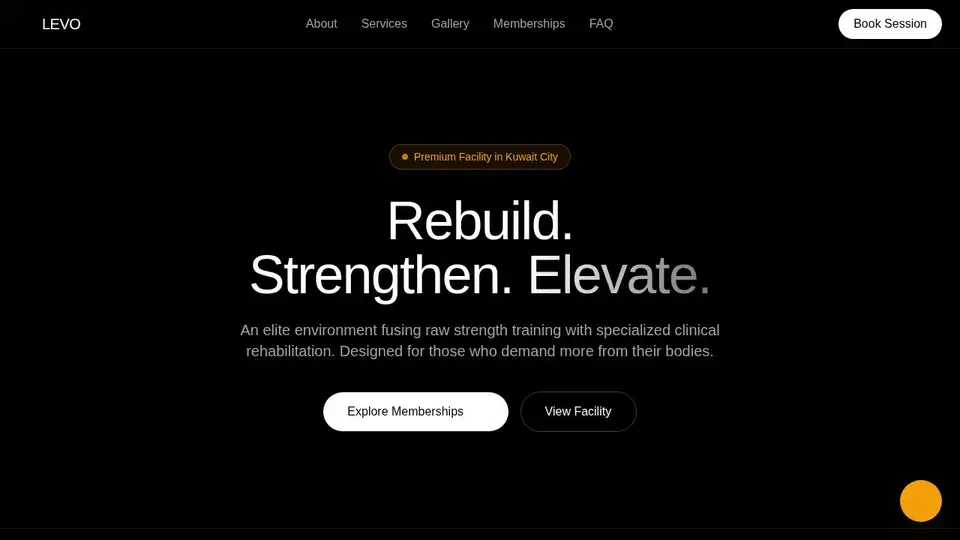 LEVO
About
Services
Gallery
Memberships
FAQ
Book Session
Premium Facility in Kuwait City
Rebuild.
Strengthen. Elevate.
An elite environment fusing raw strength training with specialized clinical
rehabilitation. Designed for those who demand more from their bodies.
Explore Memberships
View Facility